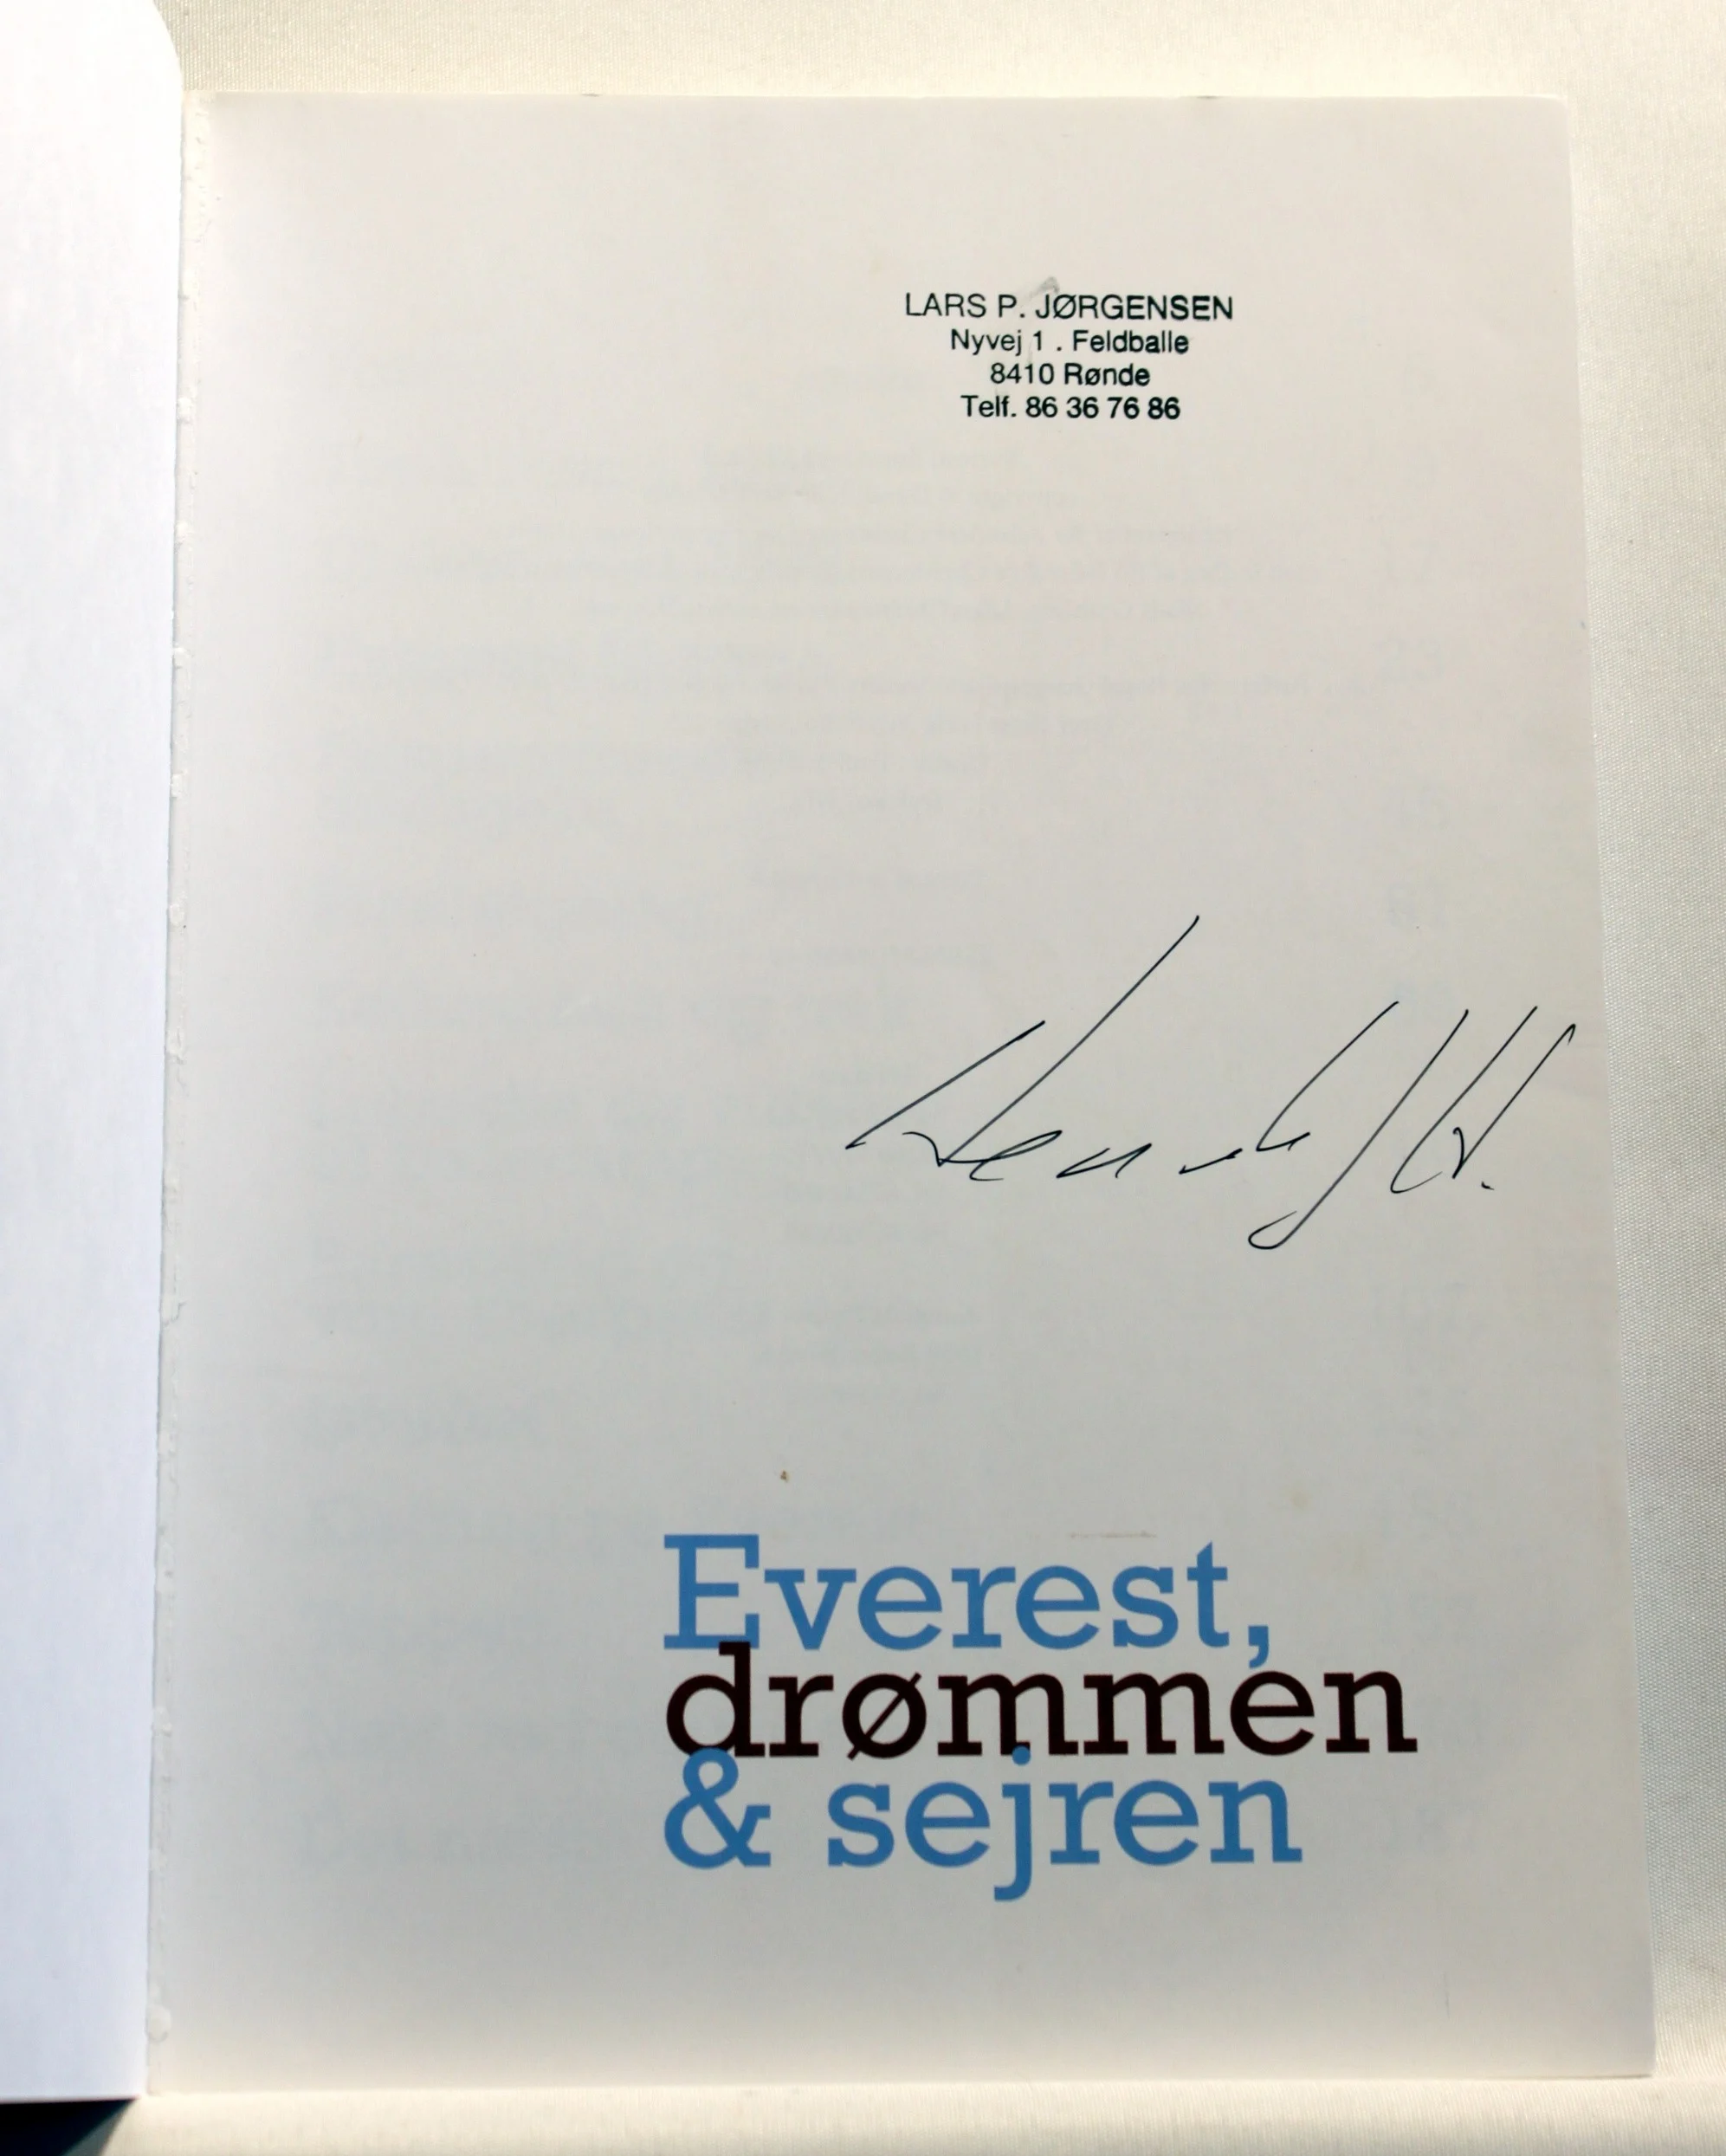 LARS P. JØRGENSEN
Nyvej 1 . Feldballe
8410 Rønde
Telf. 86 36 76 86
Everest,
drømmen
& sejren